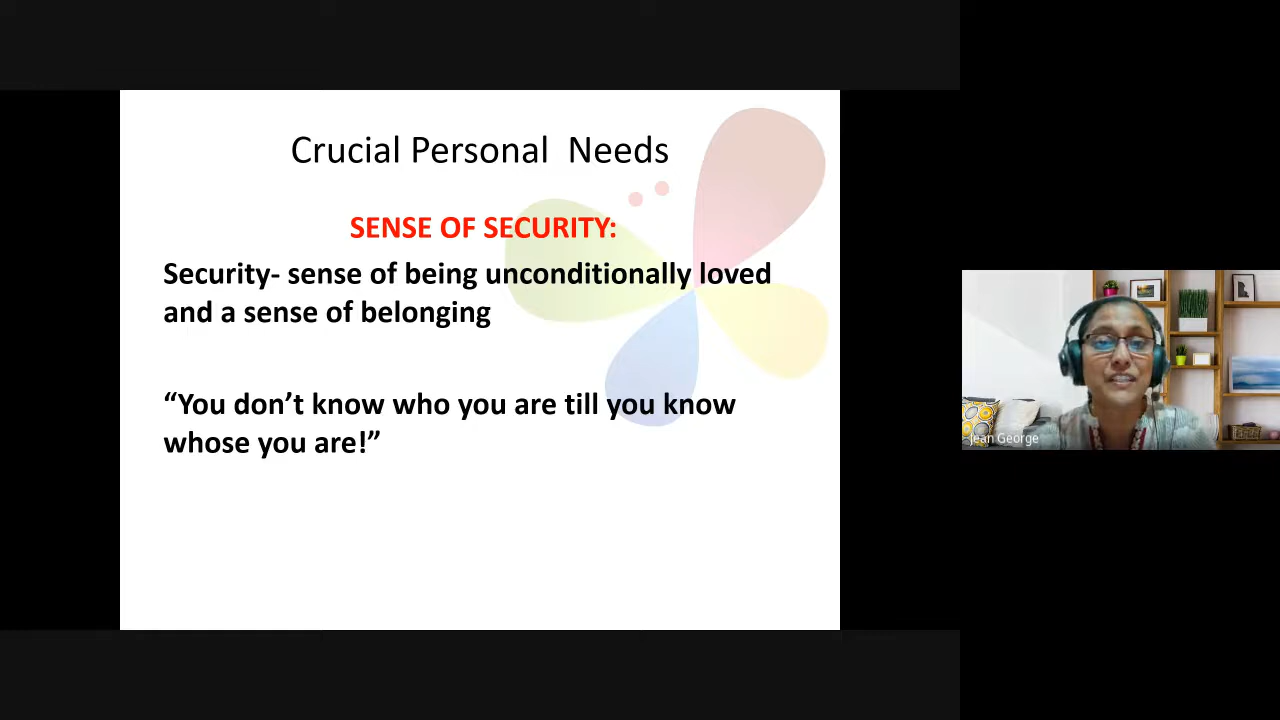 Crucial Personal  Needs
SENSE OF SECURITY:
Security- sense of being unconditionally loved
and a sense of belonging
“You don’t know who you are till you know
whose you are!”
Jean George